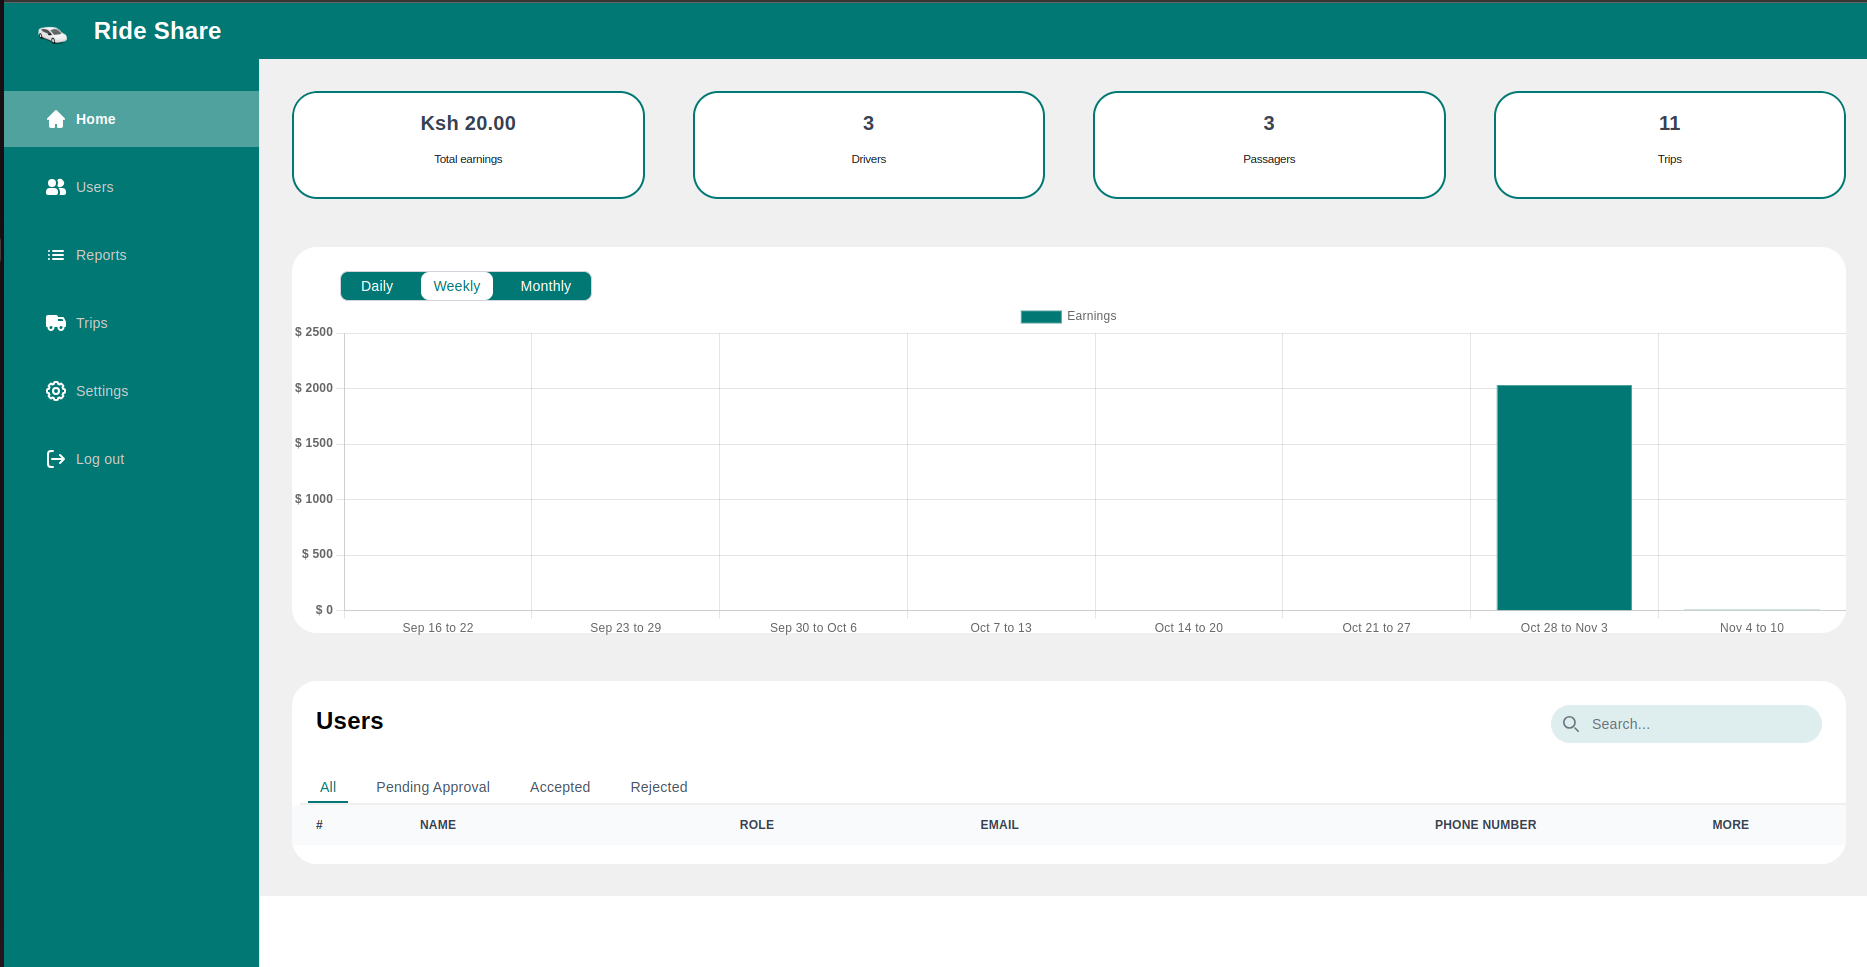 Ride Share
Home
Users
Reports
Trips
Settings
Log out
Ksh 20.00
Total earnings
3
Drivers
3
Passagers
11
Trips
Daily Weekly Monthly
Earnings
$ 2500
$ 2000
$ 1500
$ 1000
$ 500
$ 0
Sep 16 to 22 Sep 23 to 29 Sep 30 to Oct 6 Oct 7 to 13 Oct 14 to 20 Oct 21 to 27 Oct 28 to Nov 3 Nov 4 to 10
Users
Search...
All Pending Approval Accepted Rejected
# NAME ROLE EMAIL PHONE NUMBER MORE